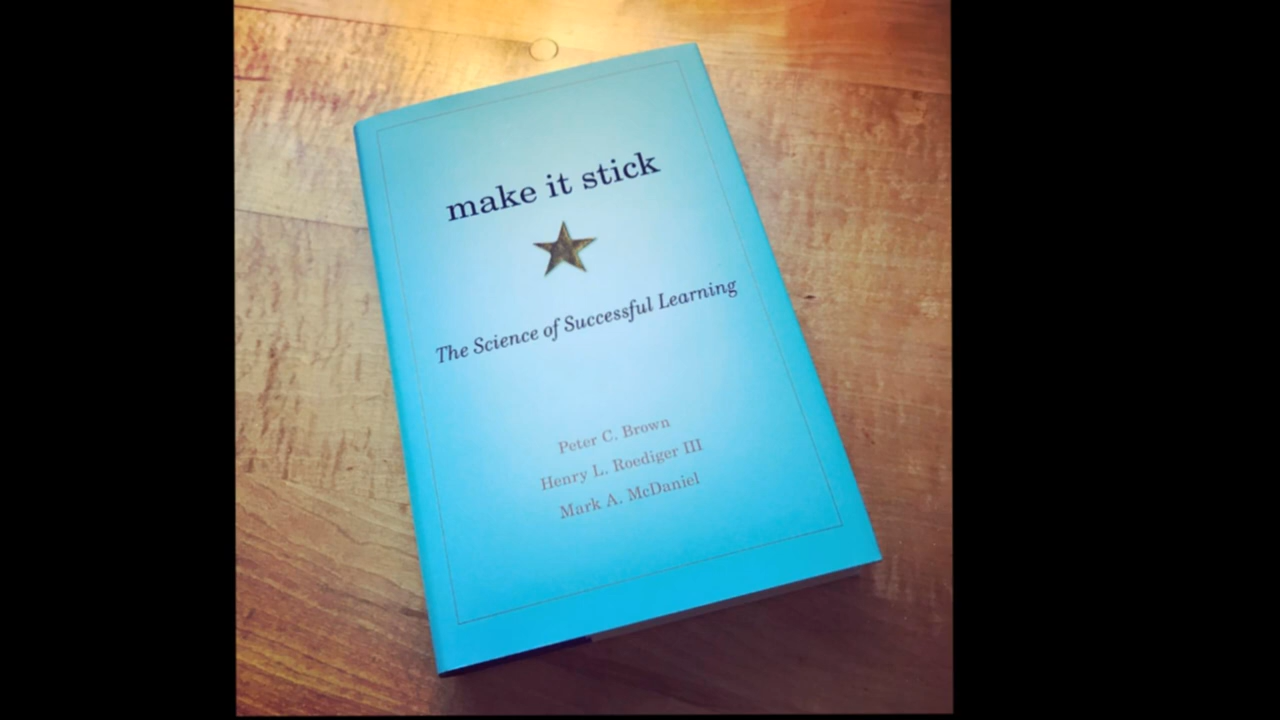 make it stick
The Science of Successful Learning
Peter C. Brown
Henry L. Roediger III
Mark A. McDaniel